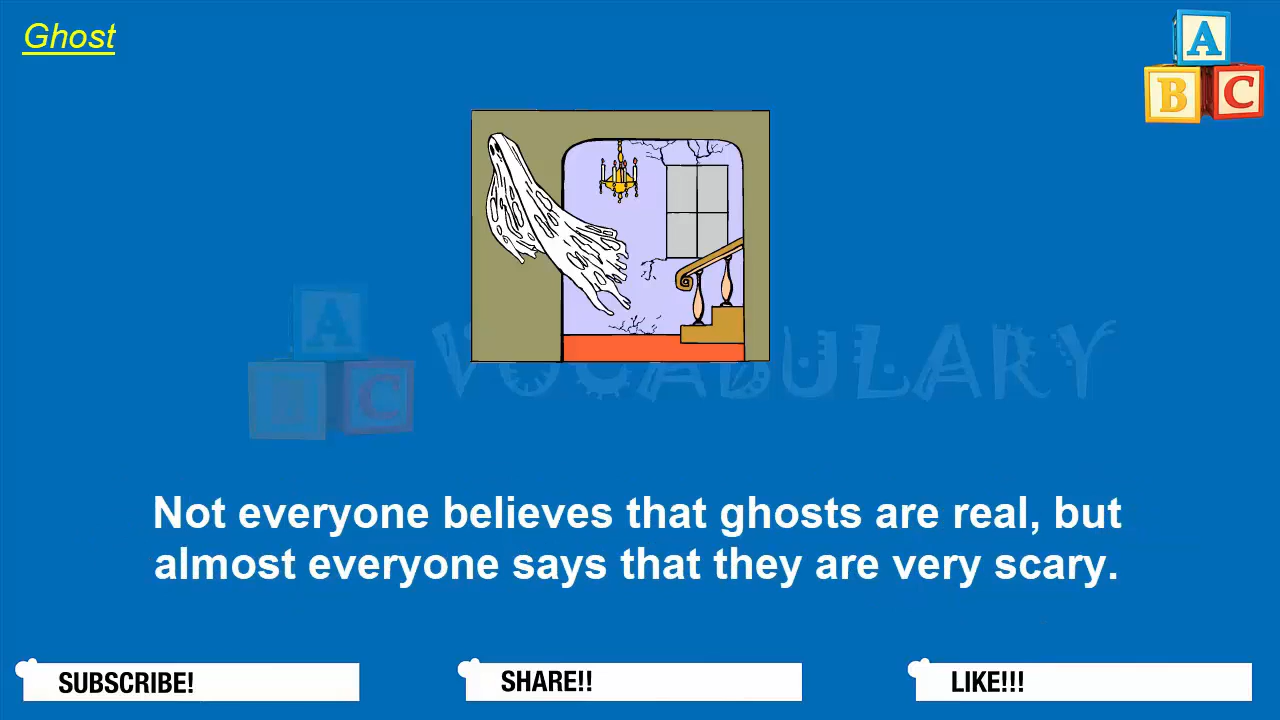 Ghost
A
B C
A
B C
VOCABULARY
Not everyone believes that ghosts are real, but
almost everyone says that they are very scary.
SUBSCRIBE!
SHARE!!
LIKE!!!